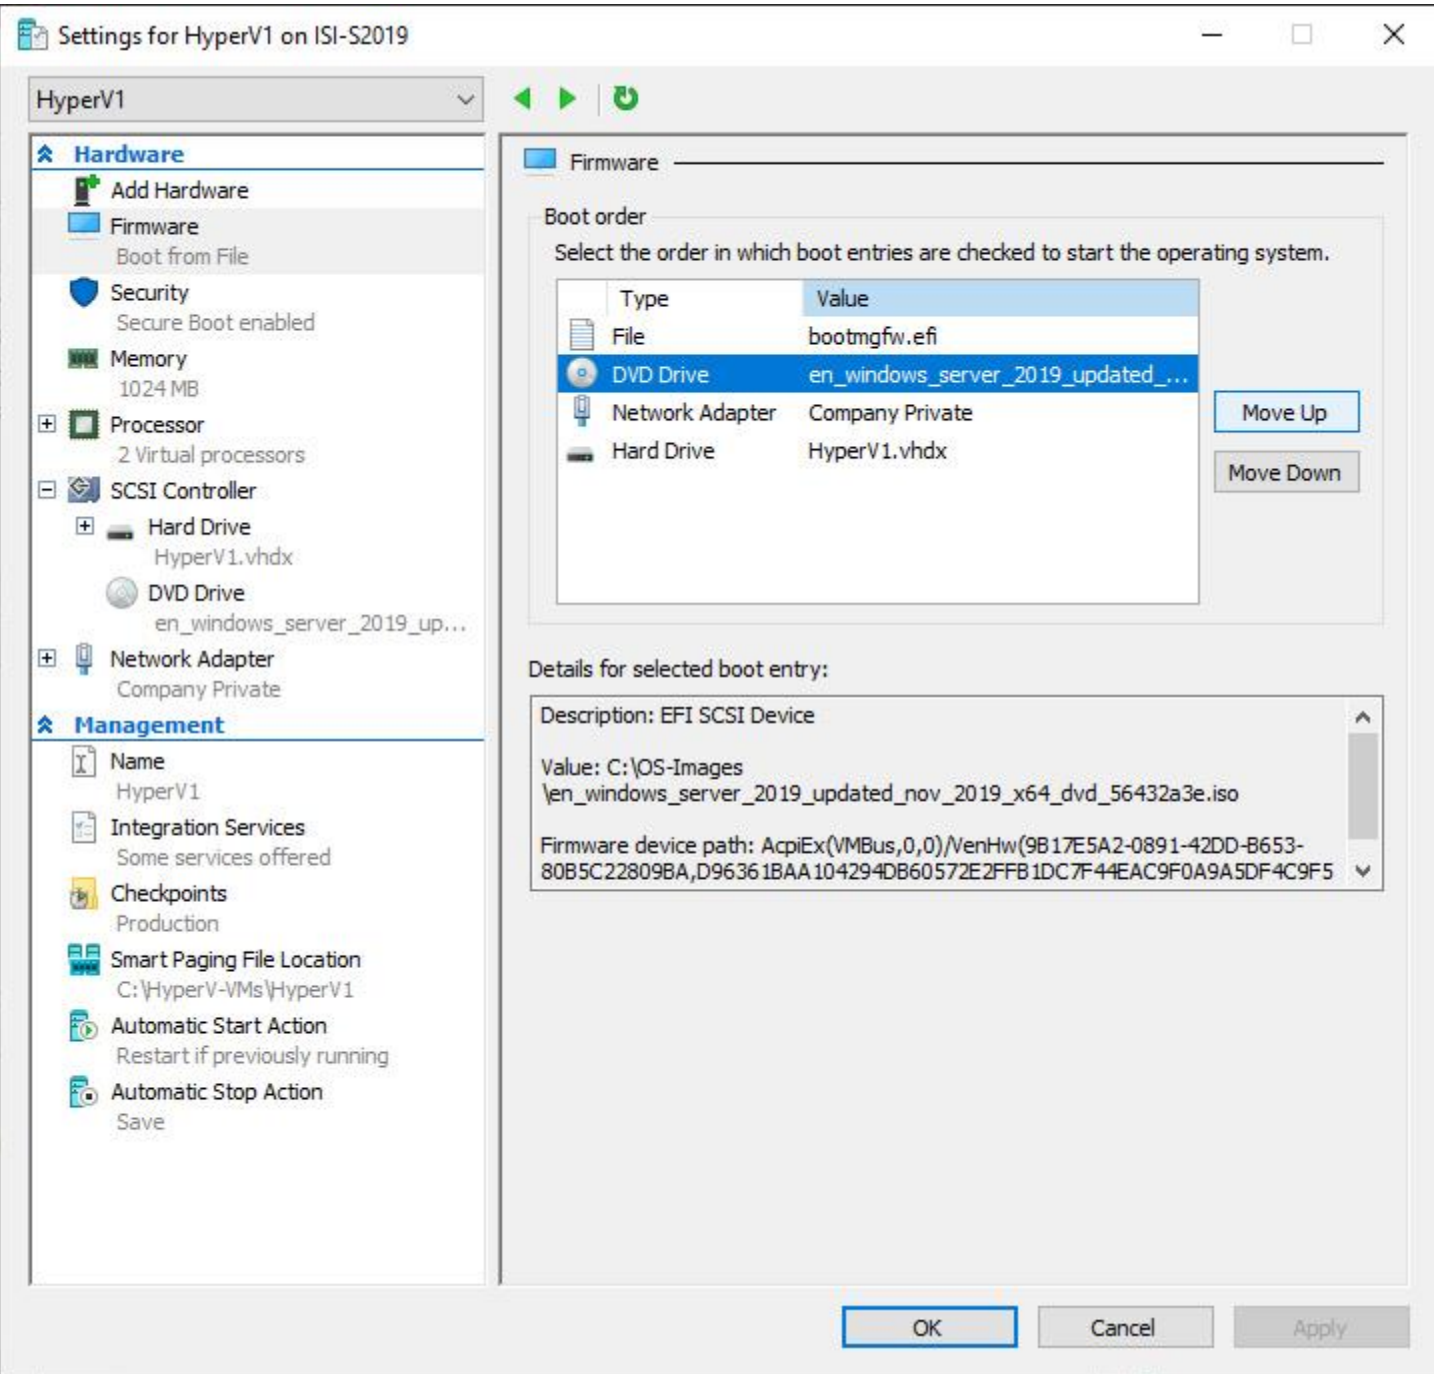 Settings for HyperV1 on ISI-S2019
HyperV1
Hardware
Add Hardware
Firmware
Boot from File
Security
Secure Boot enabled
Memory
1024 MB
Processor
2 Virtual processors
SCSI Controller
Hard Drive
HyperV1.vhdx
DVD Drive
en_windows_server_2019_up...
Network Adapter
Company Private
Management
Name
HyperV1
Integration Services
Some services offered
Checkpoints
Production
Smart Paging File Location
C:\HyperV-VMs\HyperV1
Automatic Start Action
Restart if previously running
Automatic Stop Action
Save
Firmware
Boot order
Select the order in which boot entries are checked to start the operating system.
Type Value
File bootmgfw.efi
DVD Drive en_windows_server_2019_updated_...
Network Adapter Company Private
Hard Drive HyperV1.vhdx
Move Up
Move Down
Details for selected boot entry:
Description: EFI SCSI Device
Value: C:\OS-Images
\en_windows_server_2019_updated_nov_2019_x64_dvd_56432a3e.iso
Firmware device path: AcpiEx(VMBus,0,0)/VenHw(9B17E5A2-0891-42DD-B653-
80B5C22809BA,D96361BAA104294DB60572E2FFB1DC7F44EAC9F0A9A5DF4C9F5
OK Cancel Apply